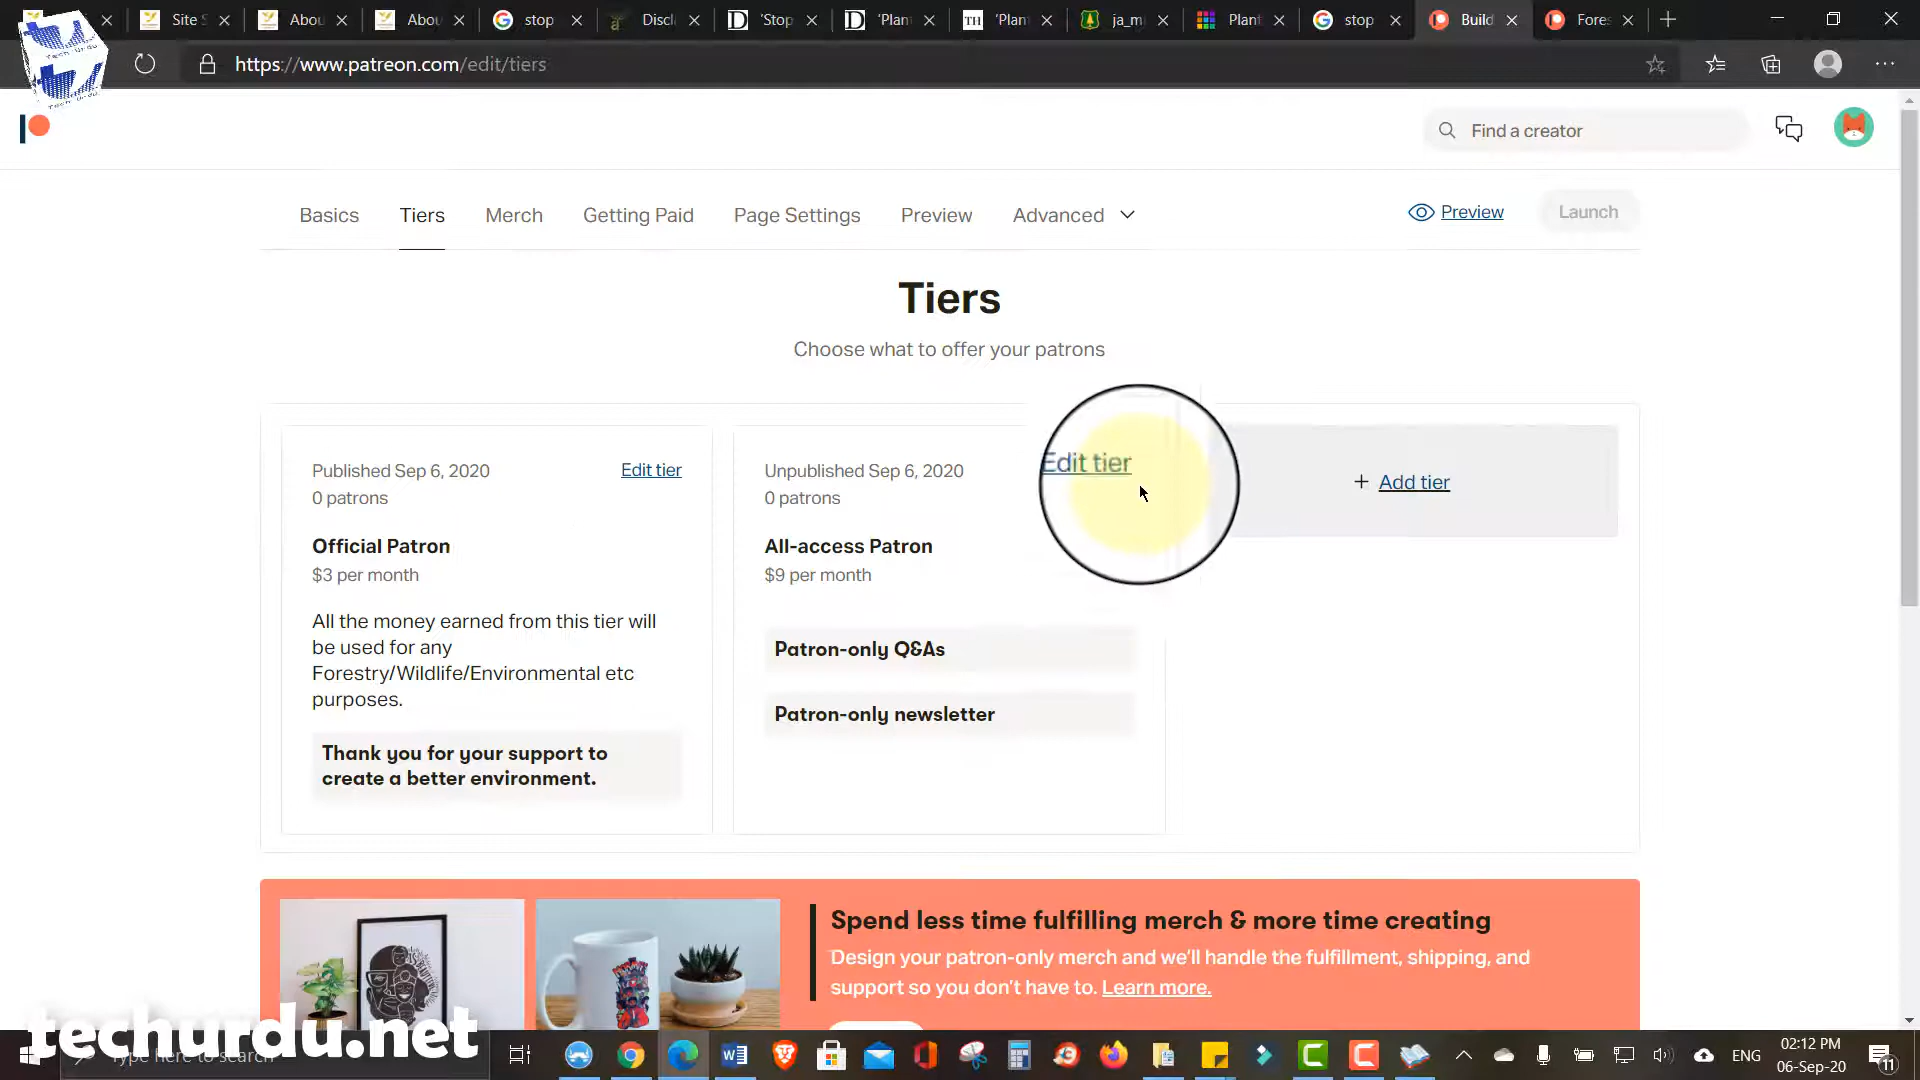 Site
Abou
Abou
stop
Discl
'Stop
'Plan
'Plan
ja_m
Plant
stop
Build
Fores
https://www.patreon.com/edit/tiers
Tech Urdu
Find a creator
Basics
Tiers
Merch
Getting Paid
Page Settings
Preview
Advanced
Preview
Launch
Tiers
Choose what to offer your patrons
Published Sep 6, 2020
Edit tier
0 patrons
Official Patron
$3 per month
All the money earned from this tier will
be used for any
Forestry/Wildlife/Environmental etc
purposes.
Thank you for your support to
create a better environment.
Unpublished Sep 6, 2020
Edit tier
0 patrons
All-access Patron
$9 per month
Patron-only Q&As
Patron-only newsletter
+ Add tier
Spend less time fulfilling merch & more time creating
Design your patron-only merch and we'll handle the fulfillment, shipping, and
support so you don't have to. Learn more.
techurdu.net
Type here to search
ENG
02:12 PM
06-Sep-20
11